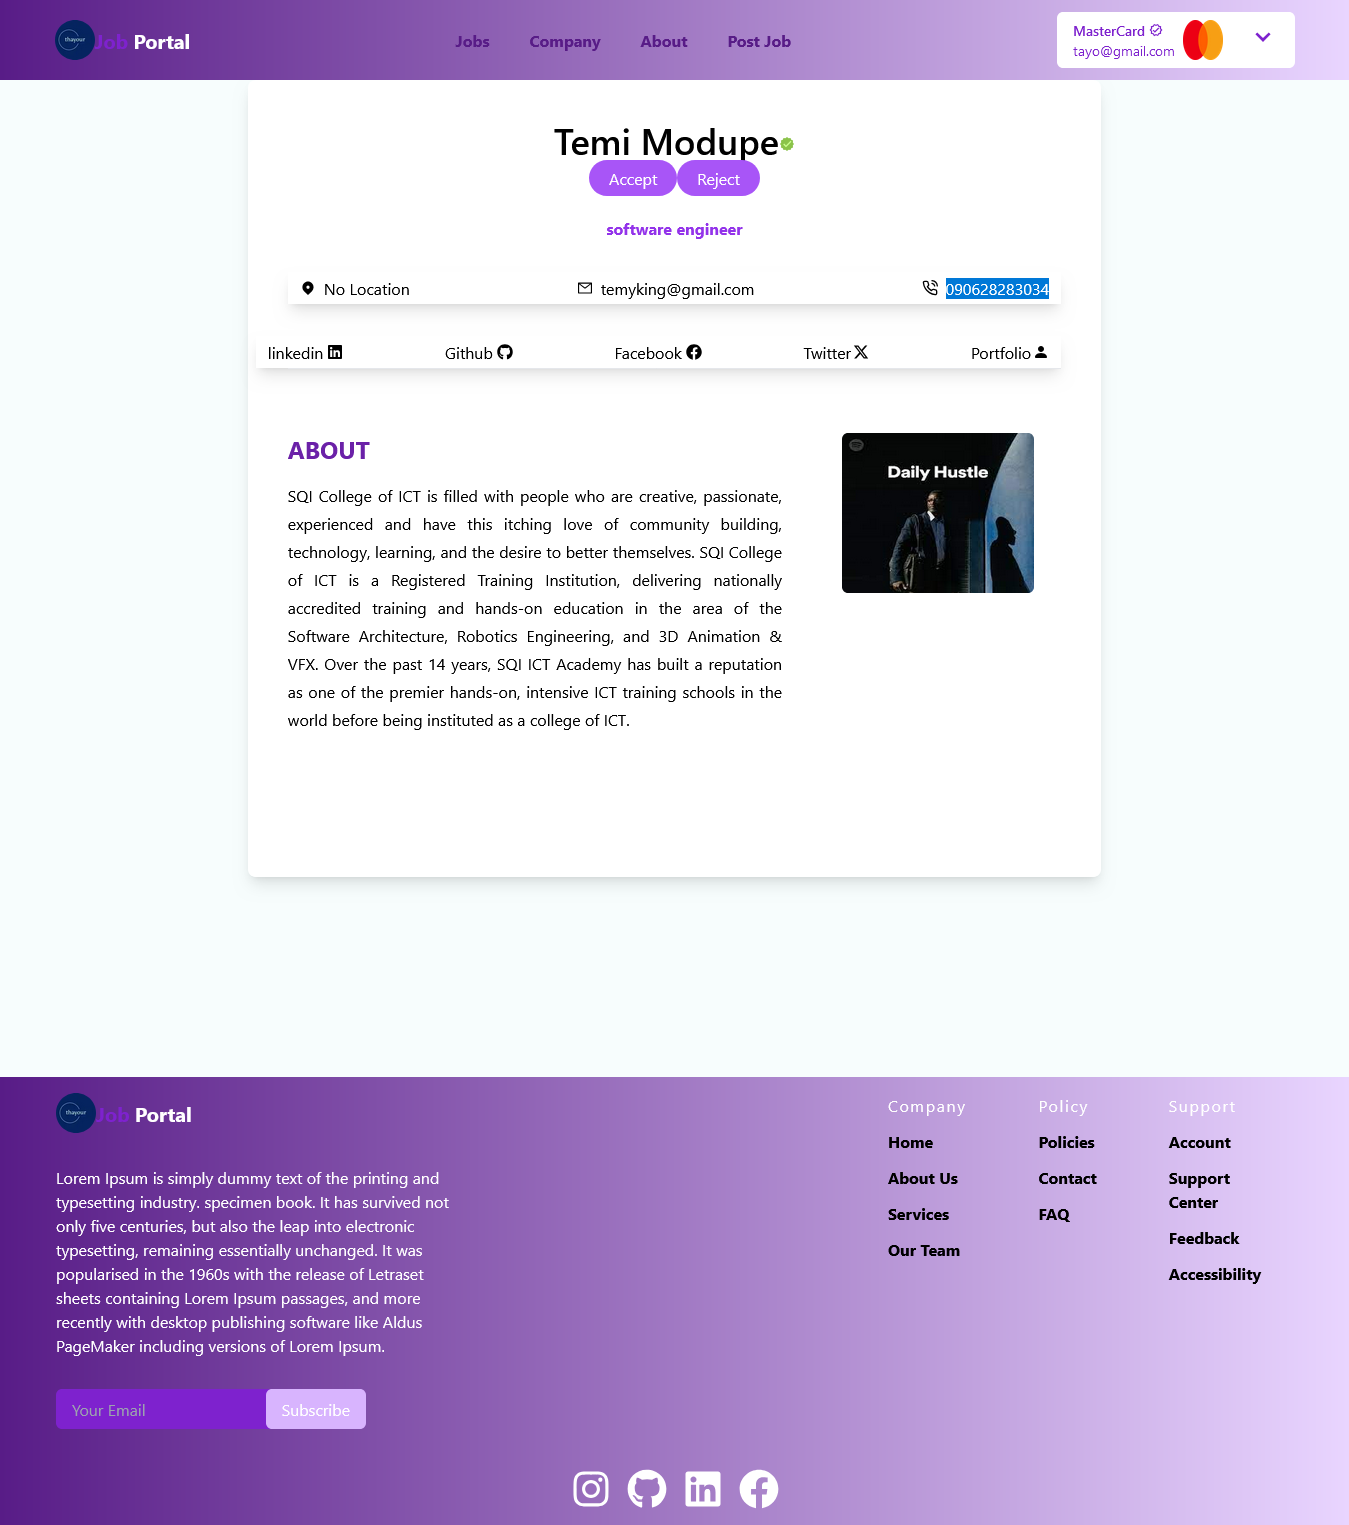 thayour
Job Portal
Jobs
Company
About
Post Job
MasterCard
tayo@gmail.com
Temi Modupe
Accept
Reject
software engineer
No Location
temyking@gmail.com
090628283034
linkedin
Github
Facebook
Twitter
Portfolio
ABOUT
SQI College of ICT is filled with people who are creative, passionate,
experienced and have this itching love of community building,
technology, learning, and the desire to better themselves. SQI College
of ICT is a Registered Training Institution, delivering nationally
accredited training and hands-on education in the area of the
Software Architecture, Robotics Engineering, and 3D Animation &
VFX. Over the past 14 years, SQI ICT Academy has built a reputation
as one of the premier hands-on, intensive ICT training schools in the
world before being instituted as a college of ICT.
Daily Hustle
thayour
Job Portal
Lorem Ipsum is simply dummy text of the printing and
typesetting industry. specimen book. It has survived not
only five centuries, but also the leap into electronic
typesetting, remaining essentially unchanged. It was
popularised in the 1960s with the release of Letraset
sheets containing Lorem Ipsum passages, and more
recently with desktop publishing software like Aldus
PageMaker including versions of Lorem Ipsum.
Your Email
Subscribe
Company
Home
About Us
Services
Our Team
Policy
Policies
Contact
FAQ
Support
Account
Support
Center
Feedback
Accessibility